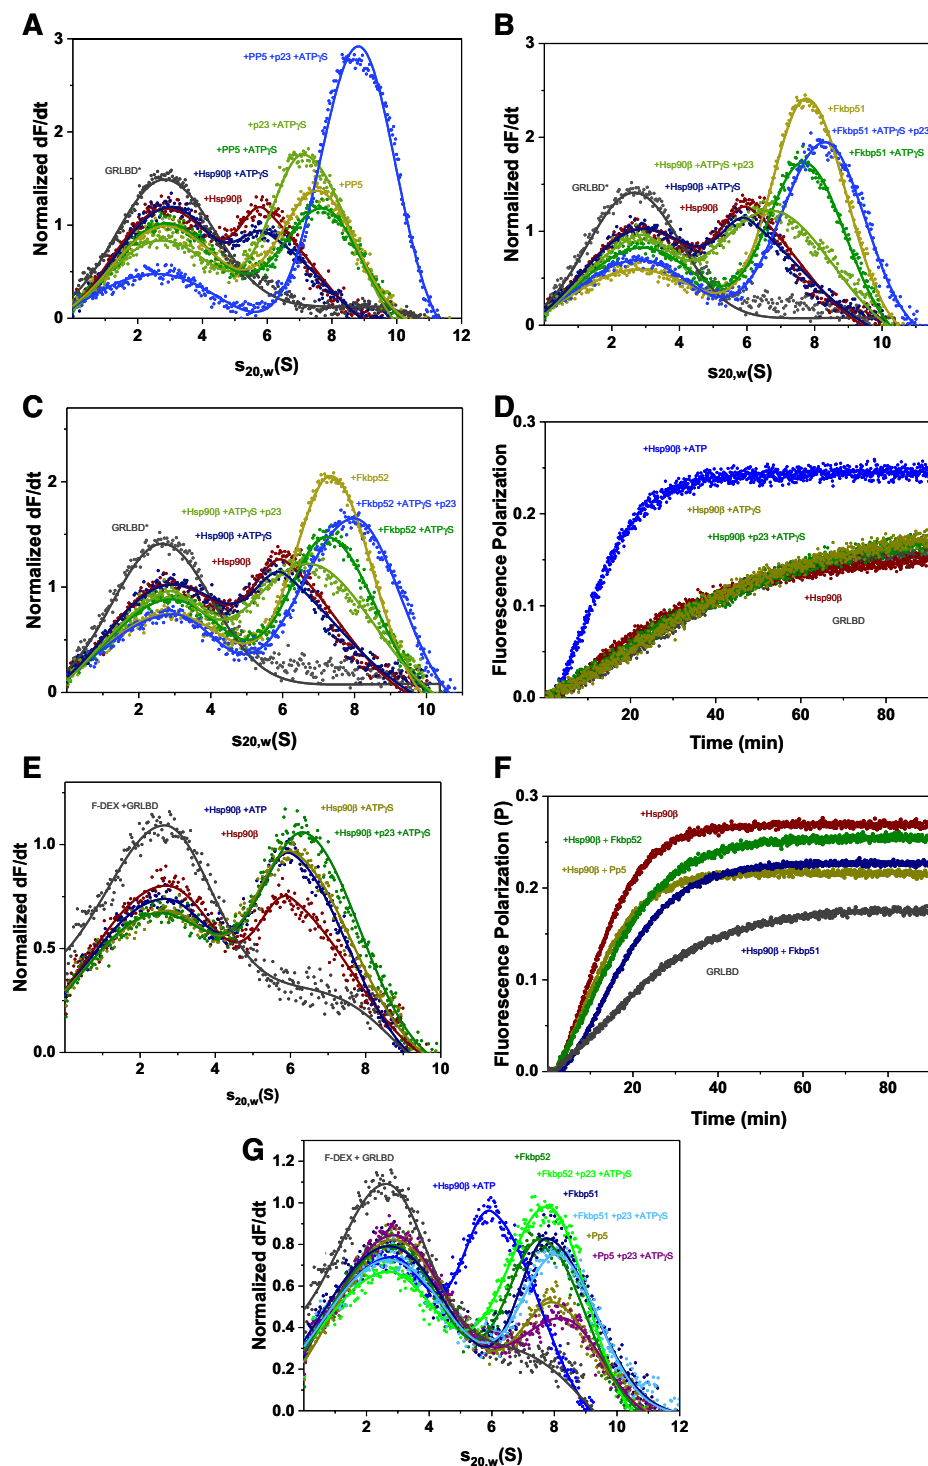 A
3
2
1
0
Normalized dF/dt
+PP5 +p23 +ATPγS
+p23 +ATPγS
+PP5 +ATPγS
GRLBD*
+Hsp90β +ATPγS
+Hsp90β
+PP5
0 2 4 6 8 10 12
s20,w(S)
B
3
2
1
0
Normalized dF/dt
+Fkbp51
+Fkbp51 +ATPγS +p23
+Fkbp51 +ATPγS
+Hsp90β +ATPγS +p23
+Hsp90β +ATPγS
GRLBD*
+Hsp90β
0 2 4 6 8 10
s20,w(S)
C
2
1
0
Normalized dF/dt
+Fkbp52
+Fkbp52 +ATPγS +p23
+Hsp90β +ATPγS +p23
+Fkbp52 +ATPγS
GRLBD*
+Hsp90β +ATPγS
+Hsp90β
0 2 4 6 8 10
s20,w(S)
D
0.3
0.2
0.1
0.0
Fluorescence Polarization
+Hsp90β +ATP
+Hsp90β +ATPγS
+Hsp90β +p23 +ATPγS
+Hsp90β
GRLBD
20 40 60 80
Time (min)
E
1.0
0.5
0.0
Normalized dF/dt
F-DEX +GRLBD
+Hsp90β +ATP
+Hsp90β +ATPγS
+Hsp90β
+Hsp90β +p23 +ATPγS
2 4 6 8 10
s20,w(S)
F
0.3
0.2
0.1
0.0
Fluorescence Polarization (P)
+Hsp90β
+Hsp90β + Fkbp52
+Hsp90β + Pp5
+Hsp90β + Fkbp51
GRLBD
20 40 60 80
Time (min)
G
1.2
1.0
0.8
0.6
0.4
0.2
0.0
Normalized dF/dt
F-DEX + GRLBD
+Fkbp52
+Fkbp52 +p23 +ATPγS
+Hsp90β +ATP
+Fkbp51
+Fkbp51 +p23 +ATPγS
+Pp5
+Pp5 +p23 +ATPγS
2 4 6 8 10 12
s20,w(S)